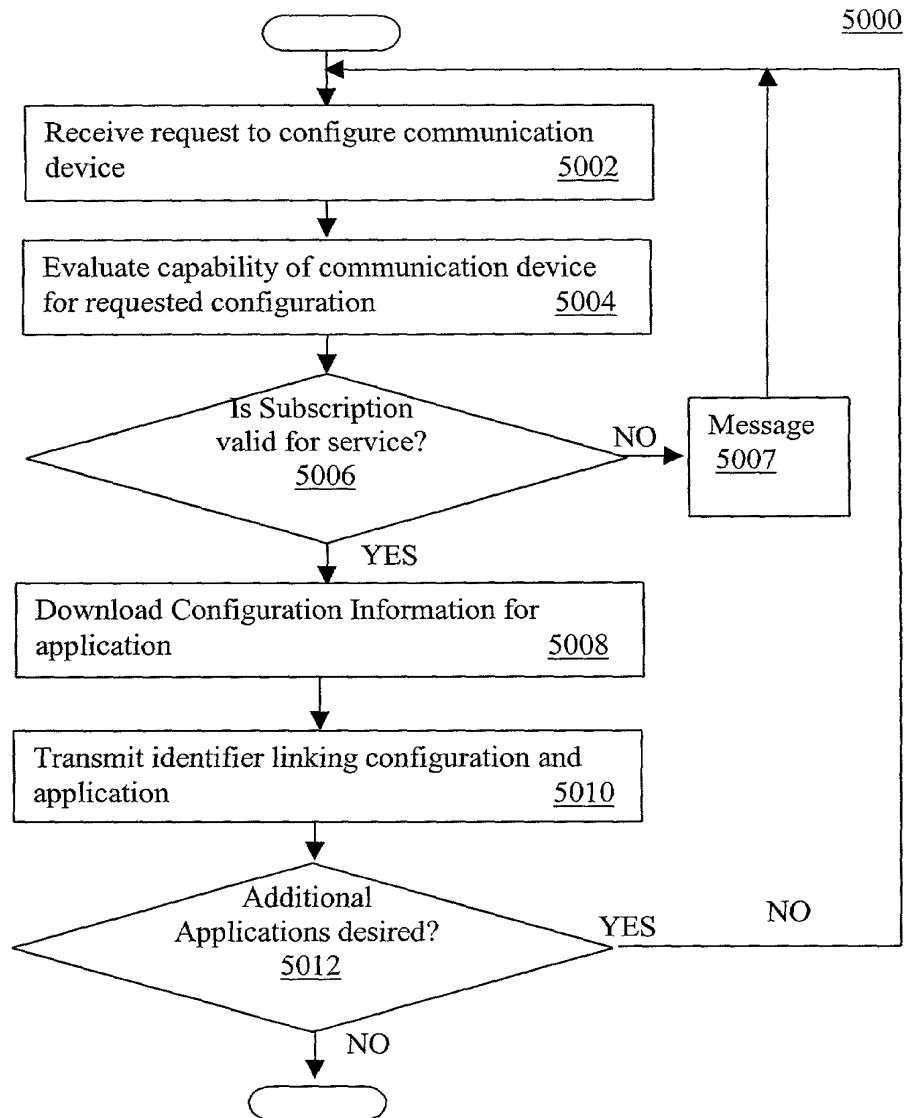 5000
Receive request to configure communication
device 5002
Evaluate capability of communication device
for requested configuration 5004
Is Subscription
valid for service?
5006
NO
Message
5007
YES
Download Configuration Information for
application 5008
Transmit identifier linking configuration and
application 5010
Additional
Applications desired?
5012
YES
NO
NO